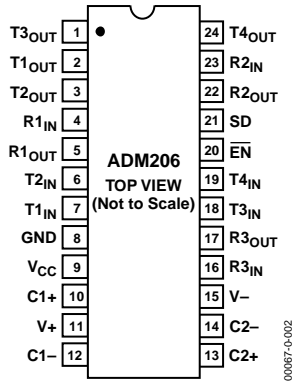 T3OUT 1 24 T4OUT
T1OUT 2 23 R2IN
T2OUT 3 22 R2OUT
R1IN 4 21 SD
R1OUT 5 20 EN
T2IN 6 19 T4IN
T1IN 7 18 T3IN
GND 8 17 R3OUT
VCC 9 16 R3IN
C1+ 10 15 V–
V+ 11 14 C2–
C1– 12 13 C2+
ADM206
TOP VIEW
(Not to Scale)
00067-0-002